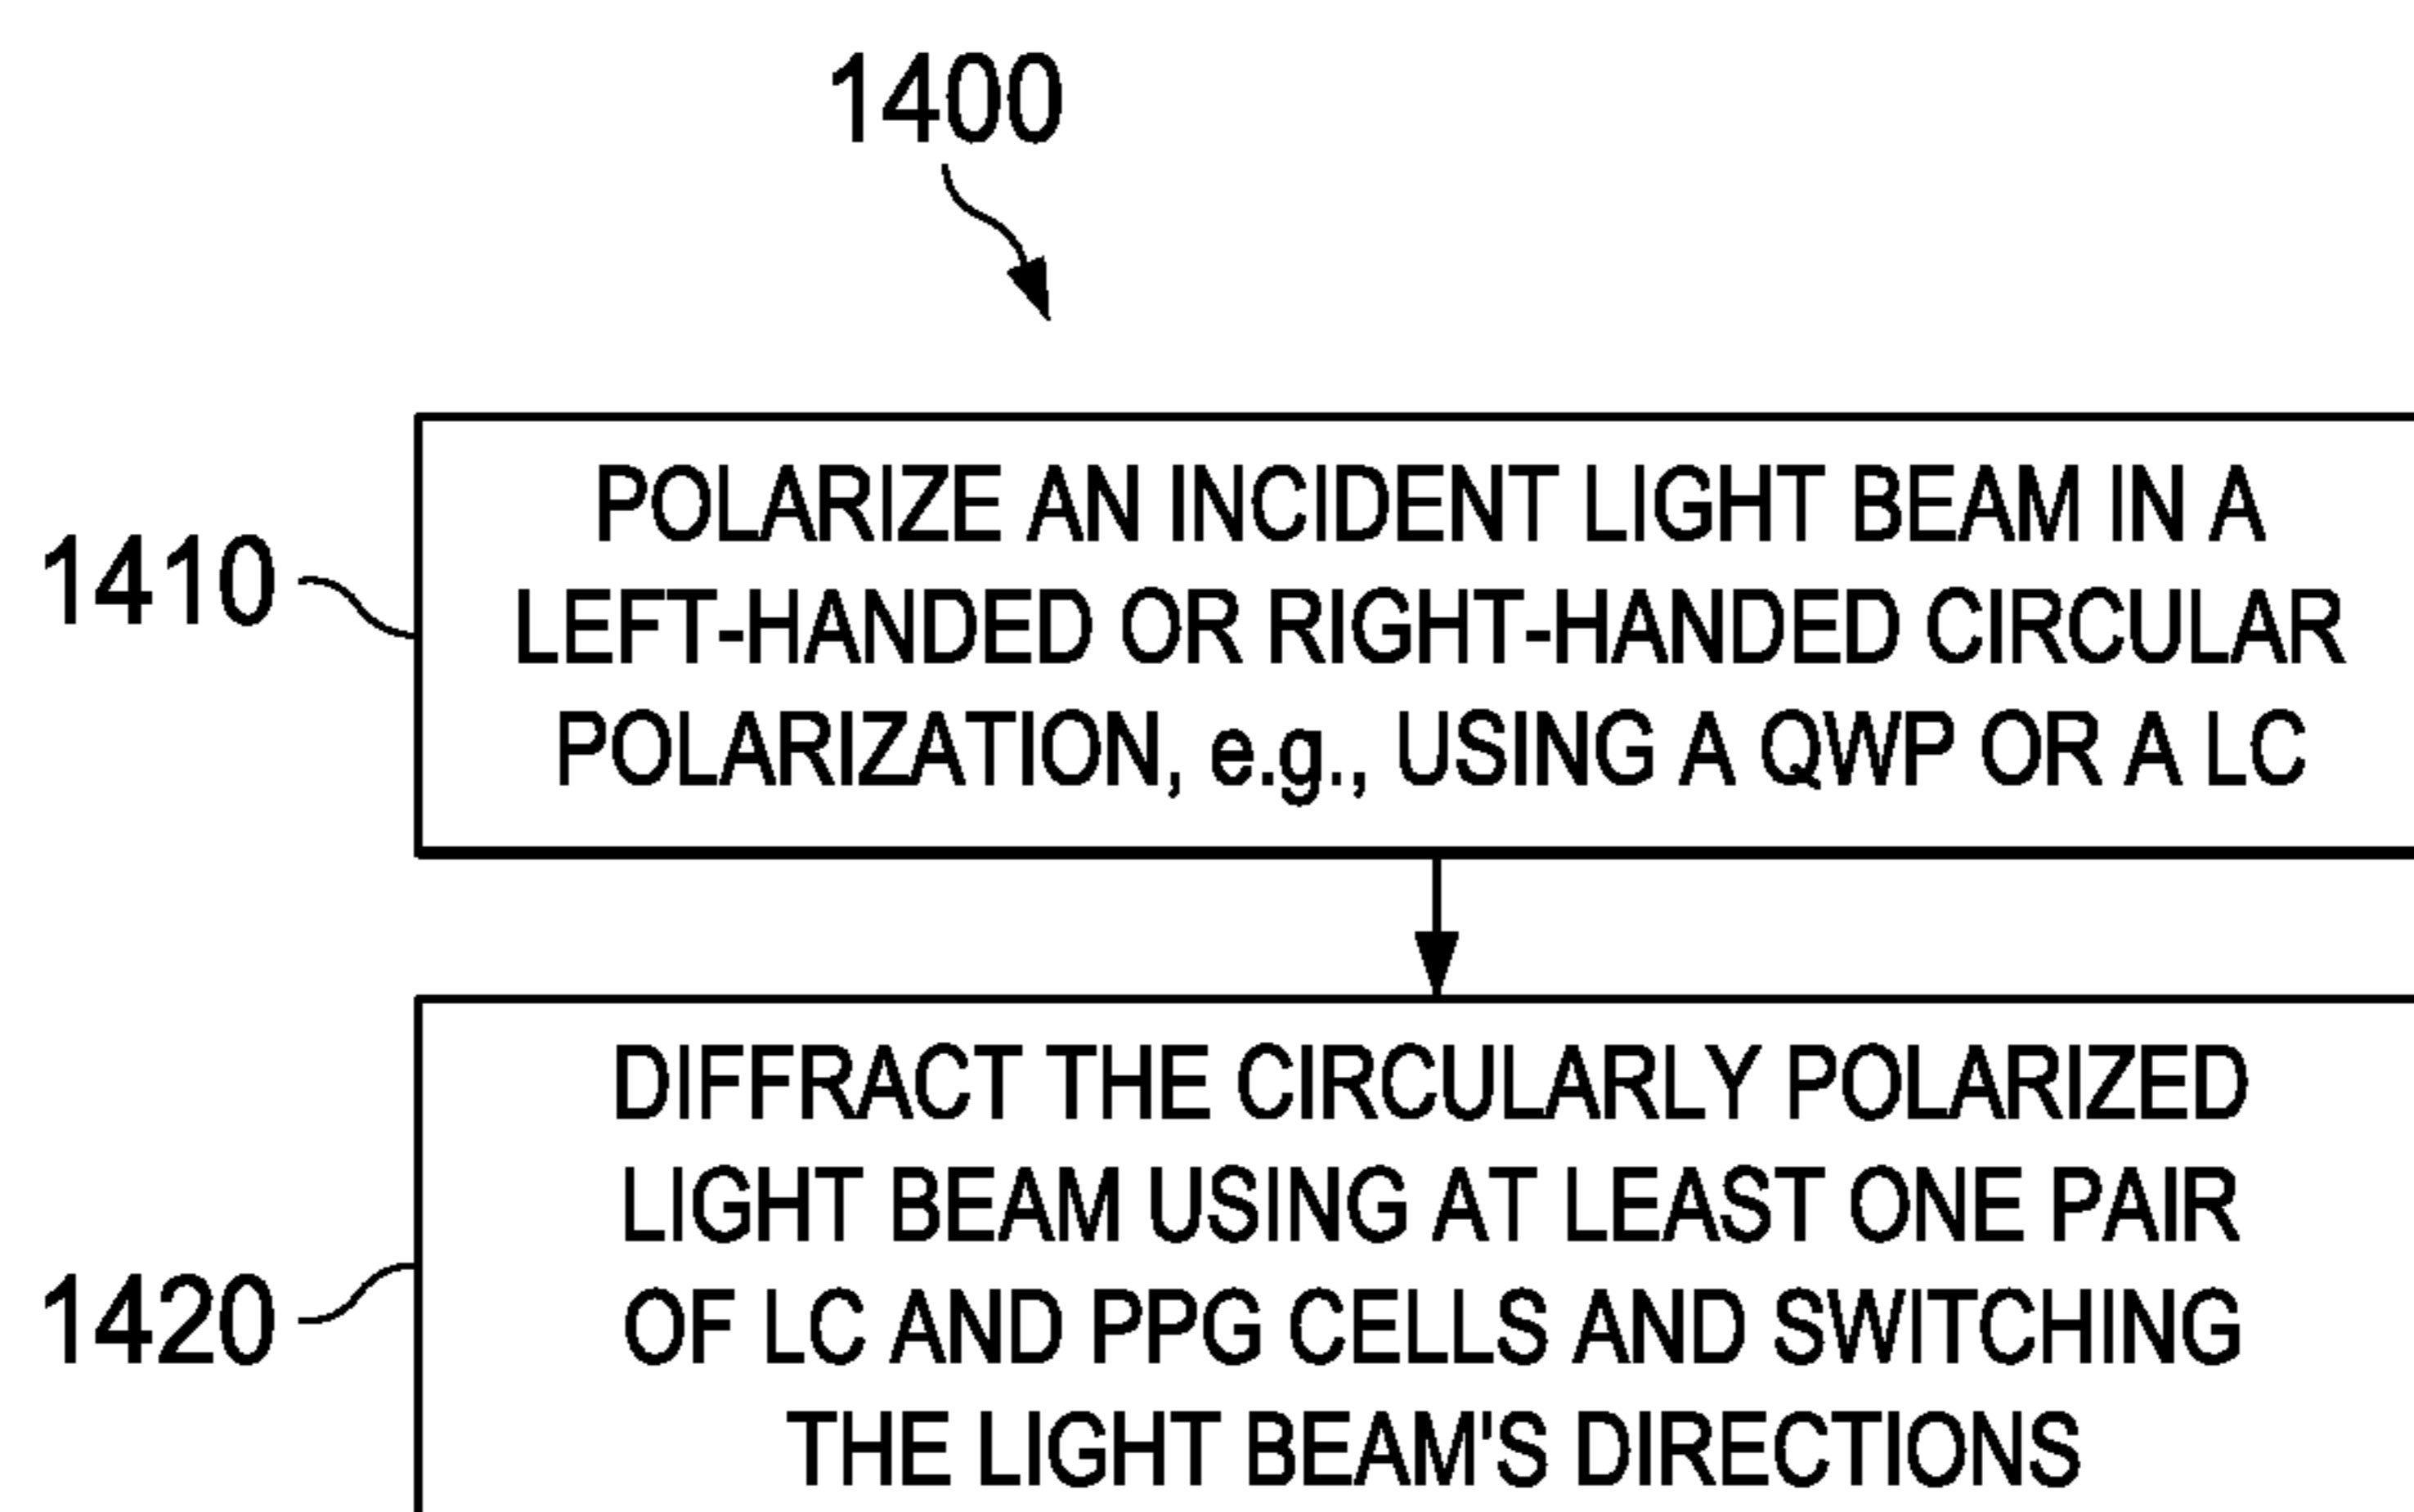 1400
1410
POLARIZE AN INCIDENT LIGHT BEAM IN A
LEFT-HANDED OR RIGHT-HANDED CIRCULAR
POLARIZATION, e.g., USING A QWP OR A LC
1420
DIFFRACT THE CIRCULARLY POLARIZED
LIGHT BEAM USING AT LEAST ONE PAIR
OF LC AND PPG CELLS AND SWITCHING
THE LIGHT BEAM'S DIRECTIONS